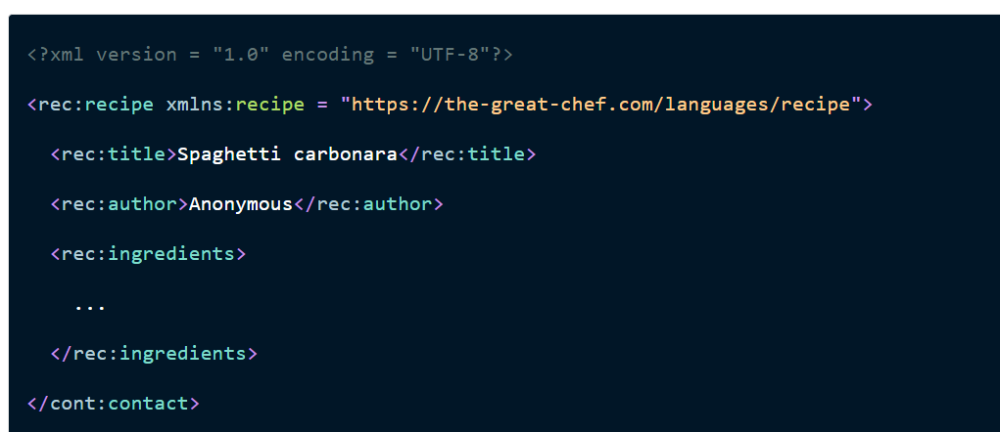 <?xml version = "1.0" encoding = "UTF-8"?>
<rec:recipe xmlns:recipe = "https://the-great-chef.com/languages/recipe">
<rec:title>Spaghetti carbonara</rec:title>
<rec:author>Anonymous</rec:author>
<rec:ingredients>
...
</rec:ingredients>
</cont:contact>